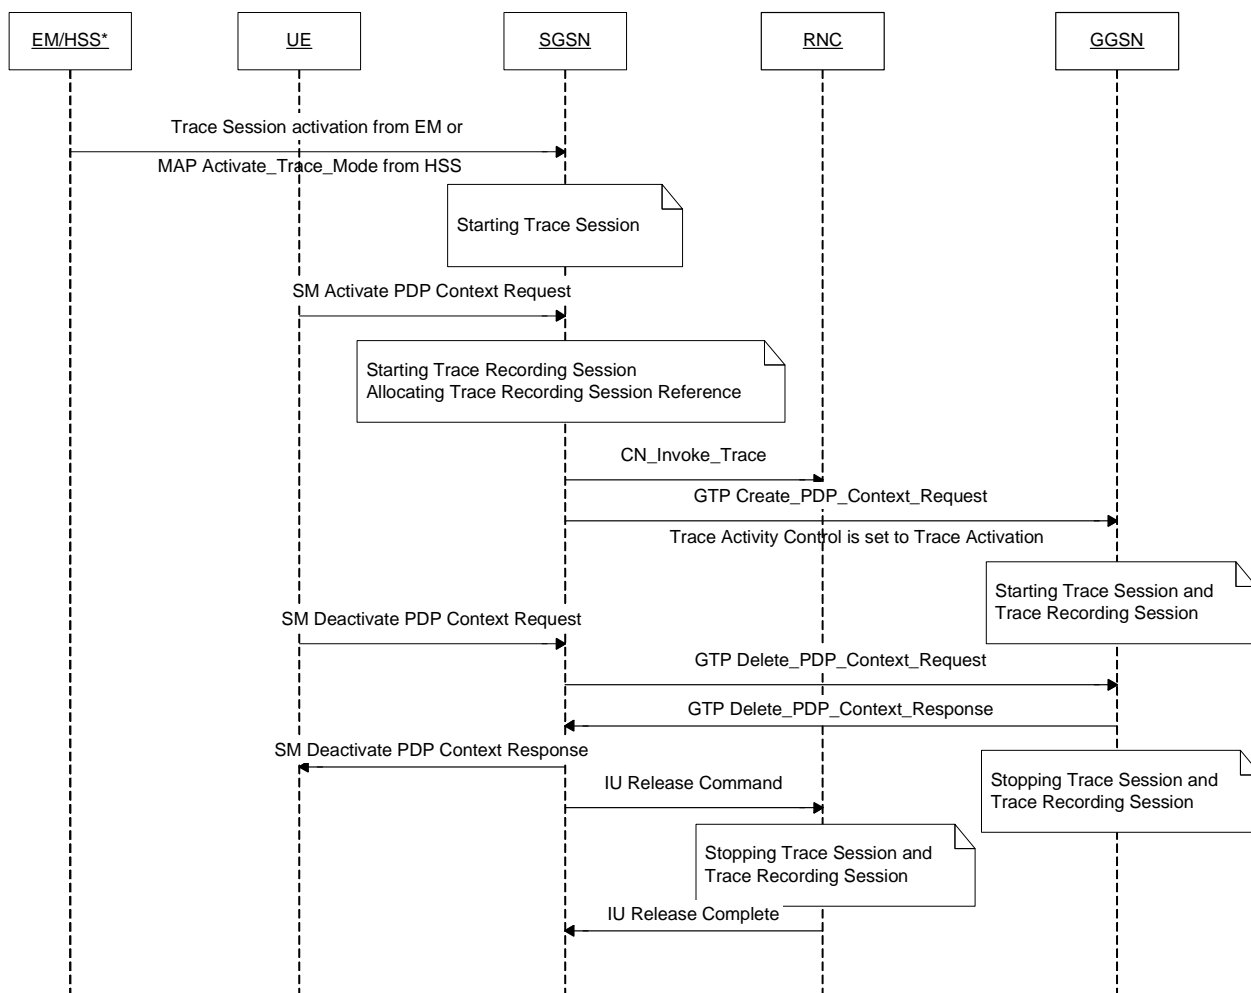 EM/HSS*
UE
SGSN
RNC
GGSN
Trace Session activation from EM or
MAP Activate_Trace_Mode from HSS
Starting Trace Session
SM Activate PDP Context Request
Starting Trace Recording Session
Allocating Trace Recording Session Reference
CN_Invoke_Trace
GTP Create_PDP_Context_Request
Trace Activity Control is set to Trace Activation
Starting Trace Session and
Trace Recording Session
SM Deactivate PDP Context Request
GTP Delete_PDP_Context_Request
GTP Delete_PDP_Context_Response
SM Deactivate PDP Context Response
Stopping Trace Session and
Trace Recording Session
IU Release Command
Stopping Trace Session and
Trace Recording Session
IU Release Complete